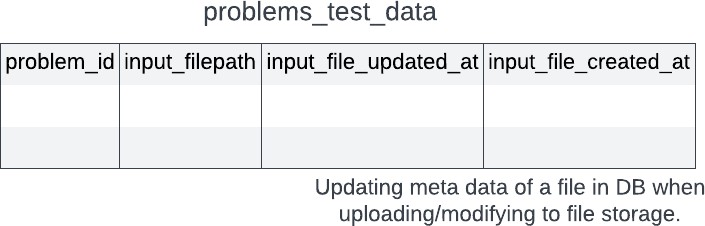 problems_test_data
problem_id input_filepath input_file_updated_at input_file_created_at
Updating meta data of a file in DB when
uploading/modifying to file storage.